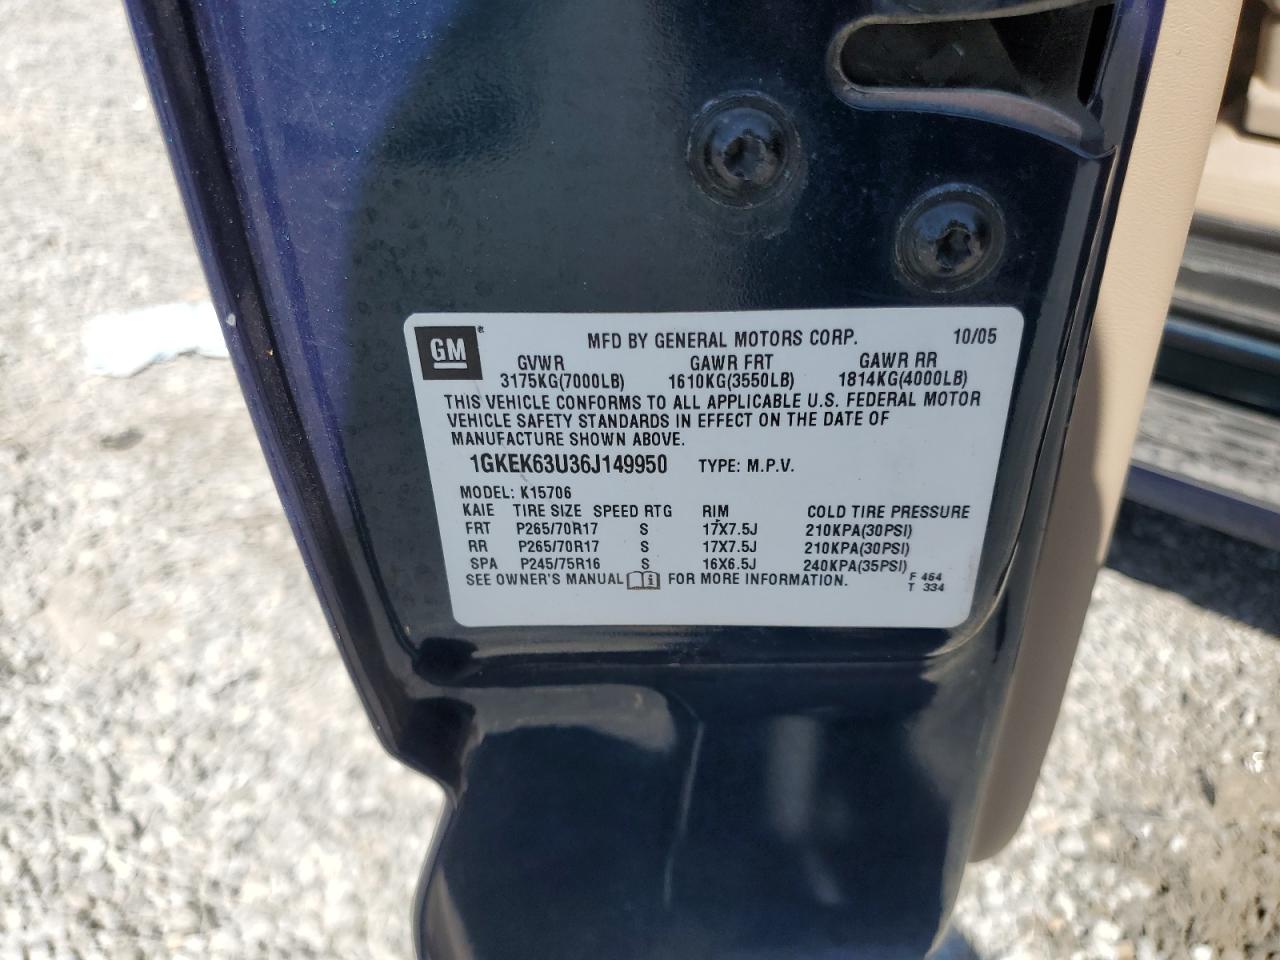 GM ® MFD BY GENERAL MOTORS CORP. 10/05
GVWR GAWR FRT GAWR RR
3175KG(7000LB) 1610KG(3550LB) 1814KG(4000LB)
THIS VEHICLE CONFORMS TO ALL APPLICABLE U.S. FEDERAL MOTOR
VEHICLE SAFETY STANDARDS IN EFFECT ON THE DATE OF
MANUFACTURE SHOWN ABOVE.
1GKEK63U36J149950 TYPE: M.P.V.
MODEL: K15706
KAIE TIRE SIZE SPEED RTG RIM COLD TIRE PRESSURE
FRT P265/70R17 S 17X7.5J 210KPA(30PSI)
RR P265/70R17 S 17X7.5J 210KPA(30PSI)
SPA P245/75R16 S 16X6.5J 240KPA(35PSI)
SEE OWNER'S MANUAL FOR MORE INFORMATION. F 464
T 334